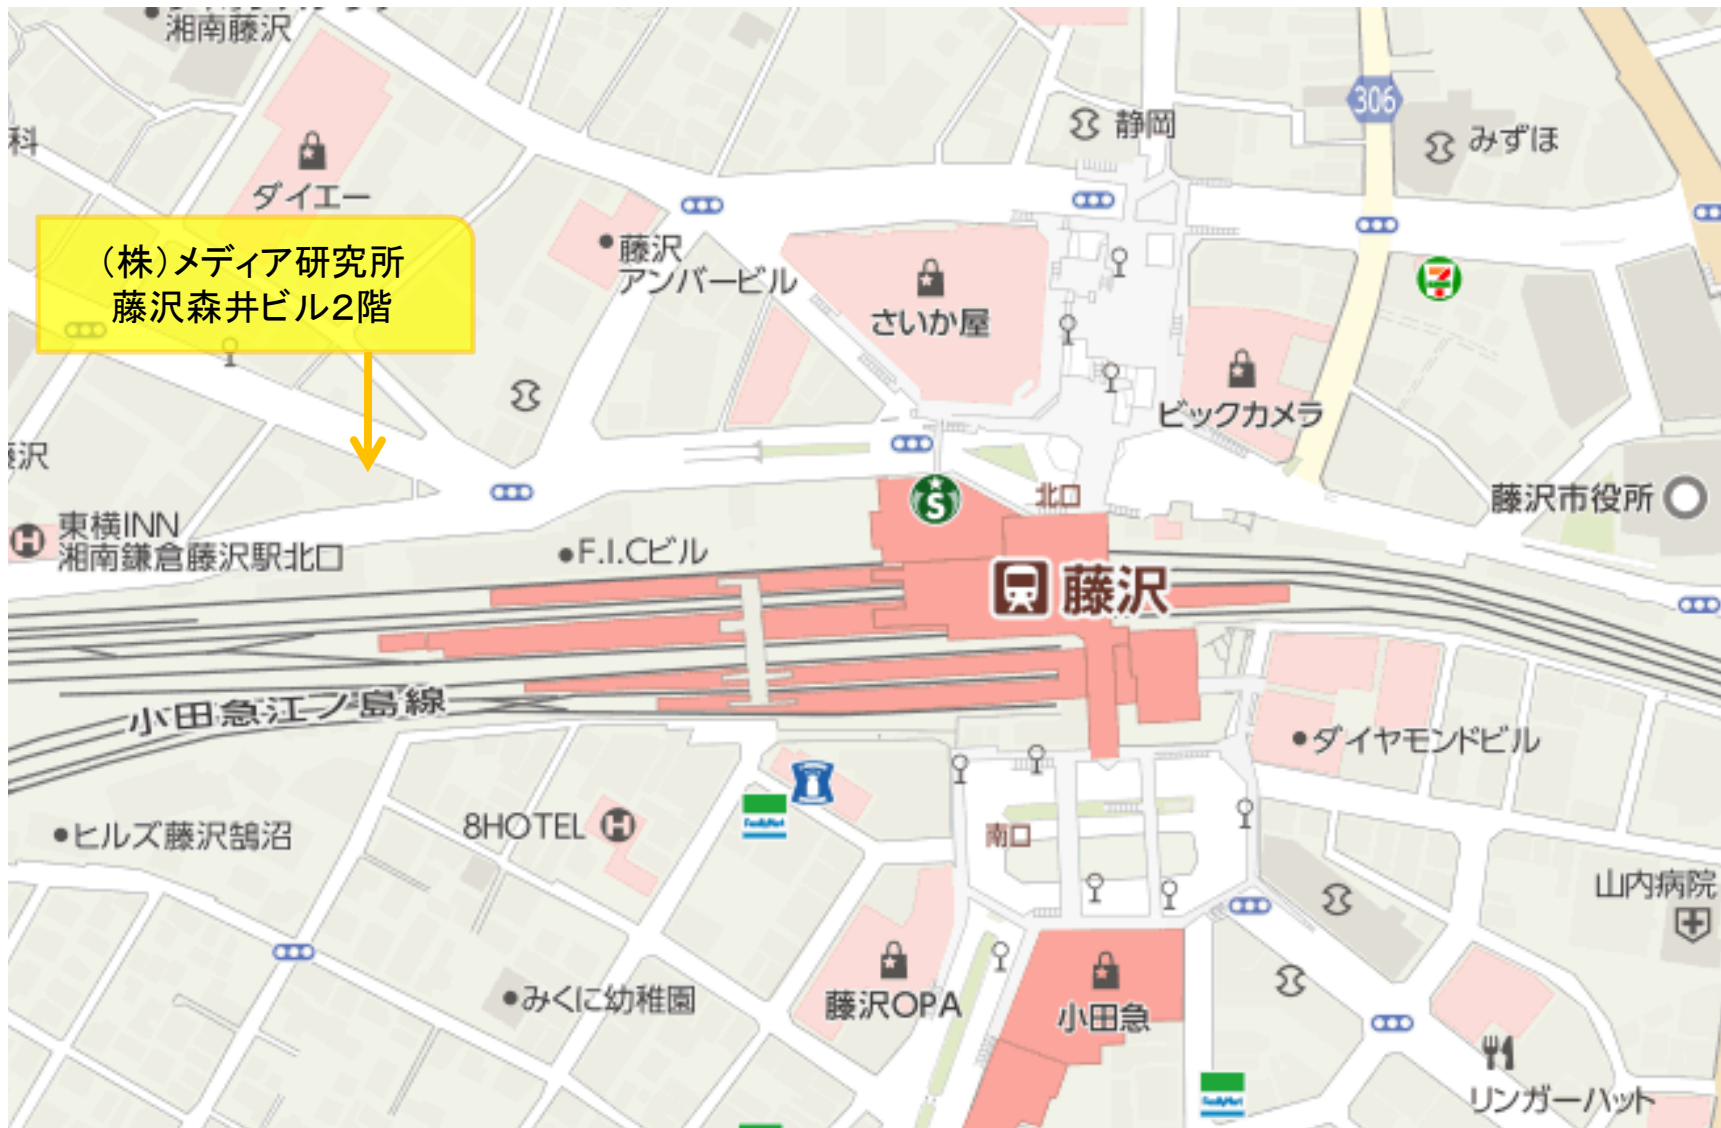 湘南藤沢
静岡
306
みずほ
科
ダイエー
(株)メディア研究所
藤沢森井ビル2階
藤沢
アンバービル
さいか屋
ビックカメラ
沢
北口
藤沢市役所
東横INN
湘南鎌倉藤沢駅北口
F.I.Cビル
藤沢
小田急江ノ島線
ダイヤモンドビル
ヒルズ藤沢鵠沼
8HOTEL
FamilyMart
南口
山内病院
みくに幼稚園
藤沢OPA
小田急
リンガーハット
FamilyMart